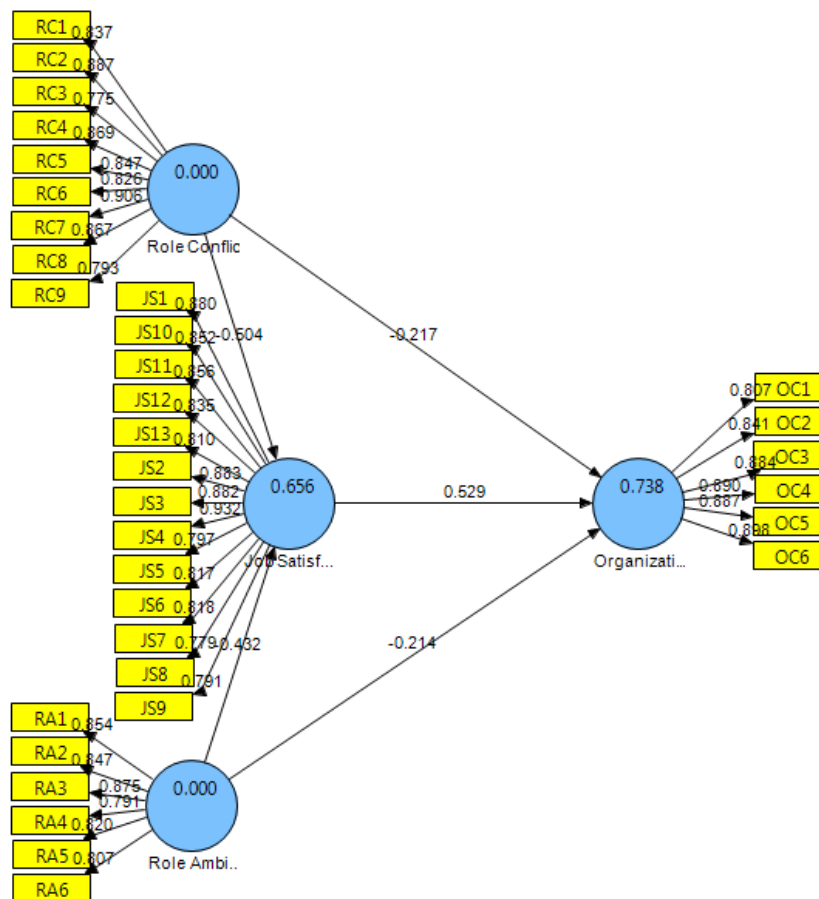 RC1
0.837
RC2
0.887
RC3
0.775
RC4
0.869
RC5
0.847
RC6
0.826
0.906
RC7
0.867
RC8
0.793
RC9
0.000
Role Conflic
JS1
0.880
JS10
0.852
JS11
0.856
JS12
0.835
JS13
0.810
JS2
0.883
JS3
0.882
0.932
JS4
0.797
JS5
0.817
JS6
0.818
JS7
0.779
JS8
0.791
JS9
-0.504
-0.217
0.656
Job Satisf...
0.529
-0.432
-0.214
0.738
Organizati...
0.807 OC1
0.841 OC2
0.884 OC3
0.890 OC4
0.887 OC5
0.898 OC6
RA1
0.854
RA2
0.847
RA3
0.875
0.791
RA4
0.820
RA5
0.807
RA6
0.000
Role Ambi..